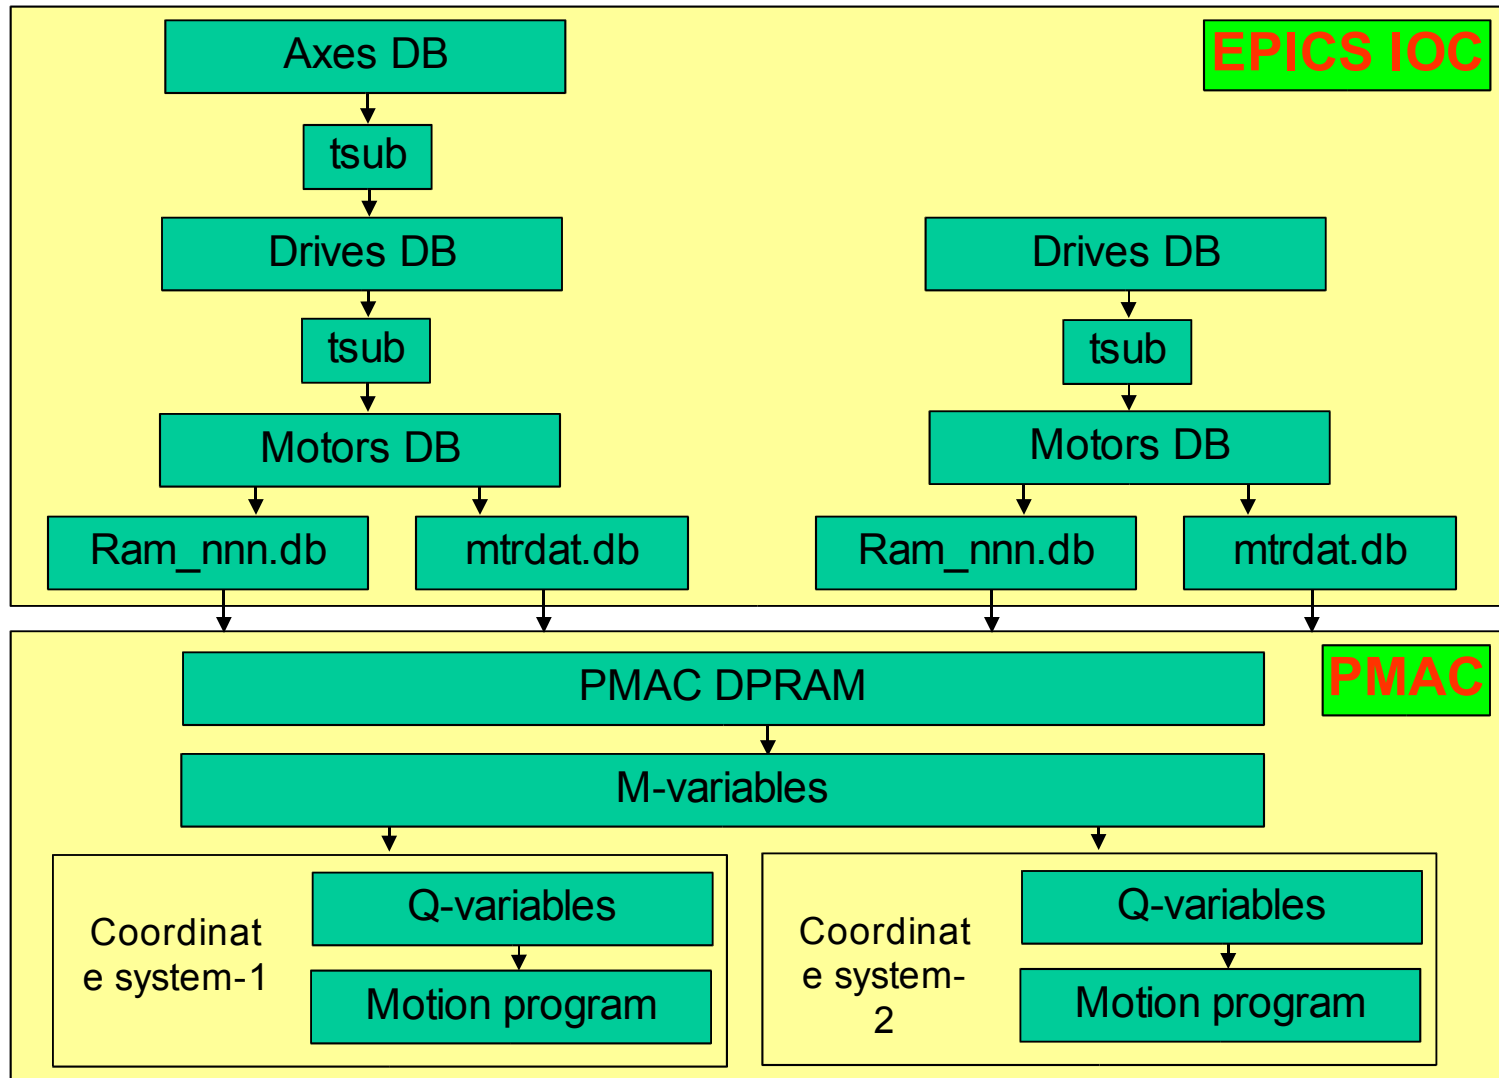 Axes DB
EPICS IOC
tsub
Drives DB
Drives DB
tsub
tsub
Motors DB
Motors DB
Ram_nnn.db
mtrdat.db
Ram_nnn.db
mtrdat.db
PMAC DPRAM
PMAC
M-variables
Coordinat
e system-1
Q-variables
Motion program
Coordinat
e system-
2
Q-variables
Motion program